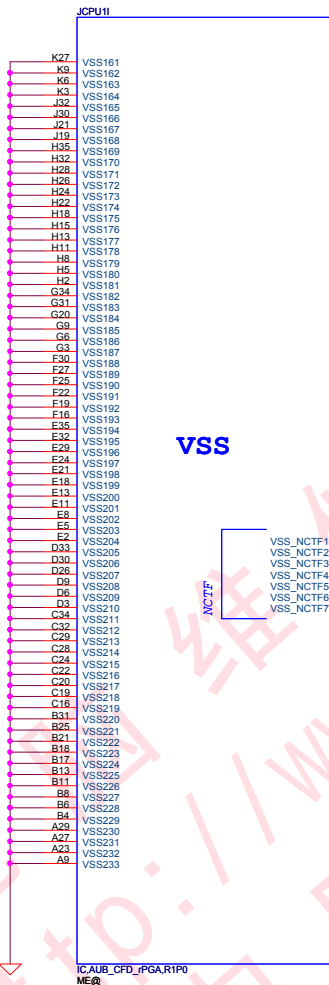 JCPU1I
K27 VSS161
K9 VSS162
K6 VSS163
K3 VSS164
J32 VSS165
J30 VSS166
J21 VSS167
J19 VSS168
H35 VSS169
H32 VSS170
H28 VSS171
H26 VSS172
H24 VSS173
H22 VSS174
H18 VSS175
H15 VSS176
H13 VSS177
H11 VSS178
H8 VSS179
H5 VSS180
H2 VSS181
G34 VSS182
G31 VSS183
G20 VSS184
G9 VSS185
G6 VSS186
G3 VSS187
F30 VSS188
F27 VSS189
F25 VSS190
F22 VSS191
F19 VSS192
F16 VSS193
E35 VSS194
E32 VSS195
E29 VSS196
E24 VSS197
E21 VSS198
E18 VSS199
E13 VSS200
E11 VSS201
E8 VSS202
E5 VSS203
E2 VSS204
D33 VSS205
D30 VSS206
D26 VSS207
D9 VSS208
D6 VSS209
D3 VSS210
C34 VSS211
C32 VSS212
C29 VSS213
C28 VSS214
C24 VSS215
C22 VSS216
C20 VSS217
C19 VSS218
C16 VSS219
B31 VSS220
B25 VSS221
B21 VSS222
B18 VSS223
B17 VSS224
B13 VSS225
B11 VSS226
B8 VSS227
B6 VSS228
B4 VSS229
A29 VSS230
A27 VSS231
A23 VSS232
A9 VSS233
VSS
NCTF
VSS_NCTF1
VSS_NCTF2
VSS_NCTF3
VSS_NCTF4
VSS_NCTF5
VSS_NCTF6
VSS_NCTF7
IC,AUB_CFD_rPGA,R1P0
ME@